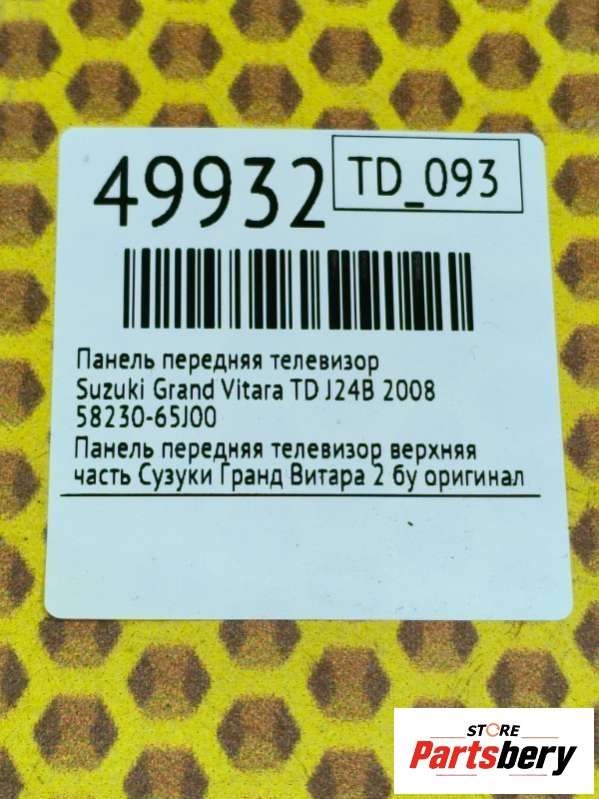 49932
TD_093
Панель передняя телевизор
Suzuki Grand Vitara TD J24B 2008
58230-65J00
Панель передняя телевизор верхняя
часть Сузуки Гранд Витара 2 бу оригинал
STORE
Partsbery